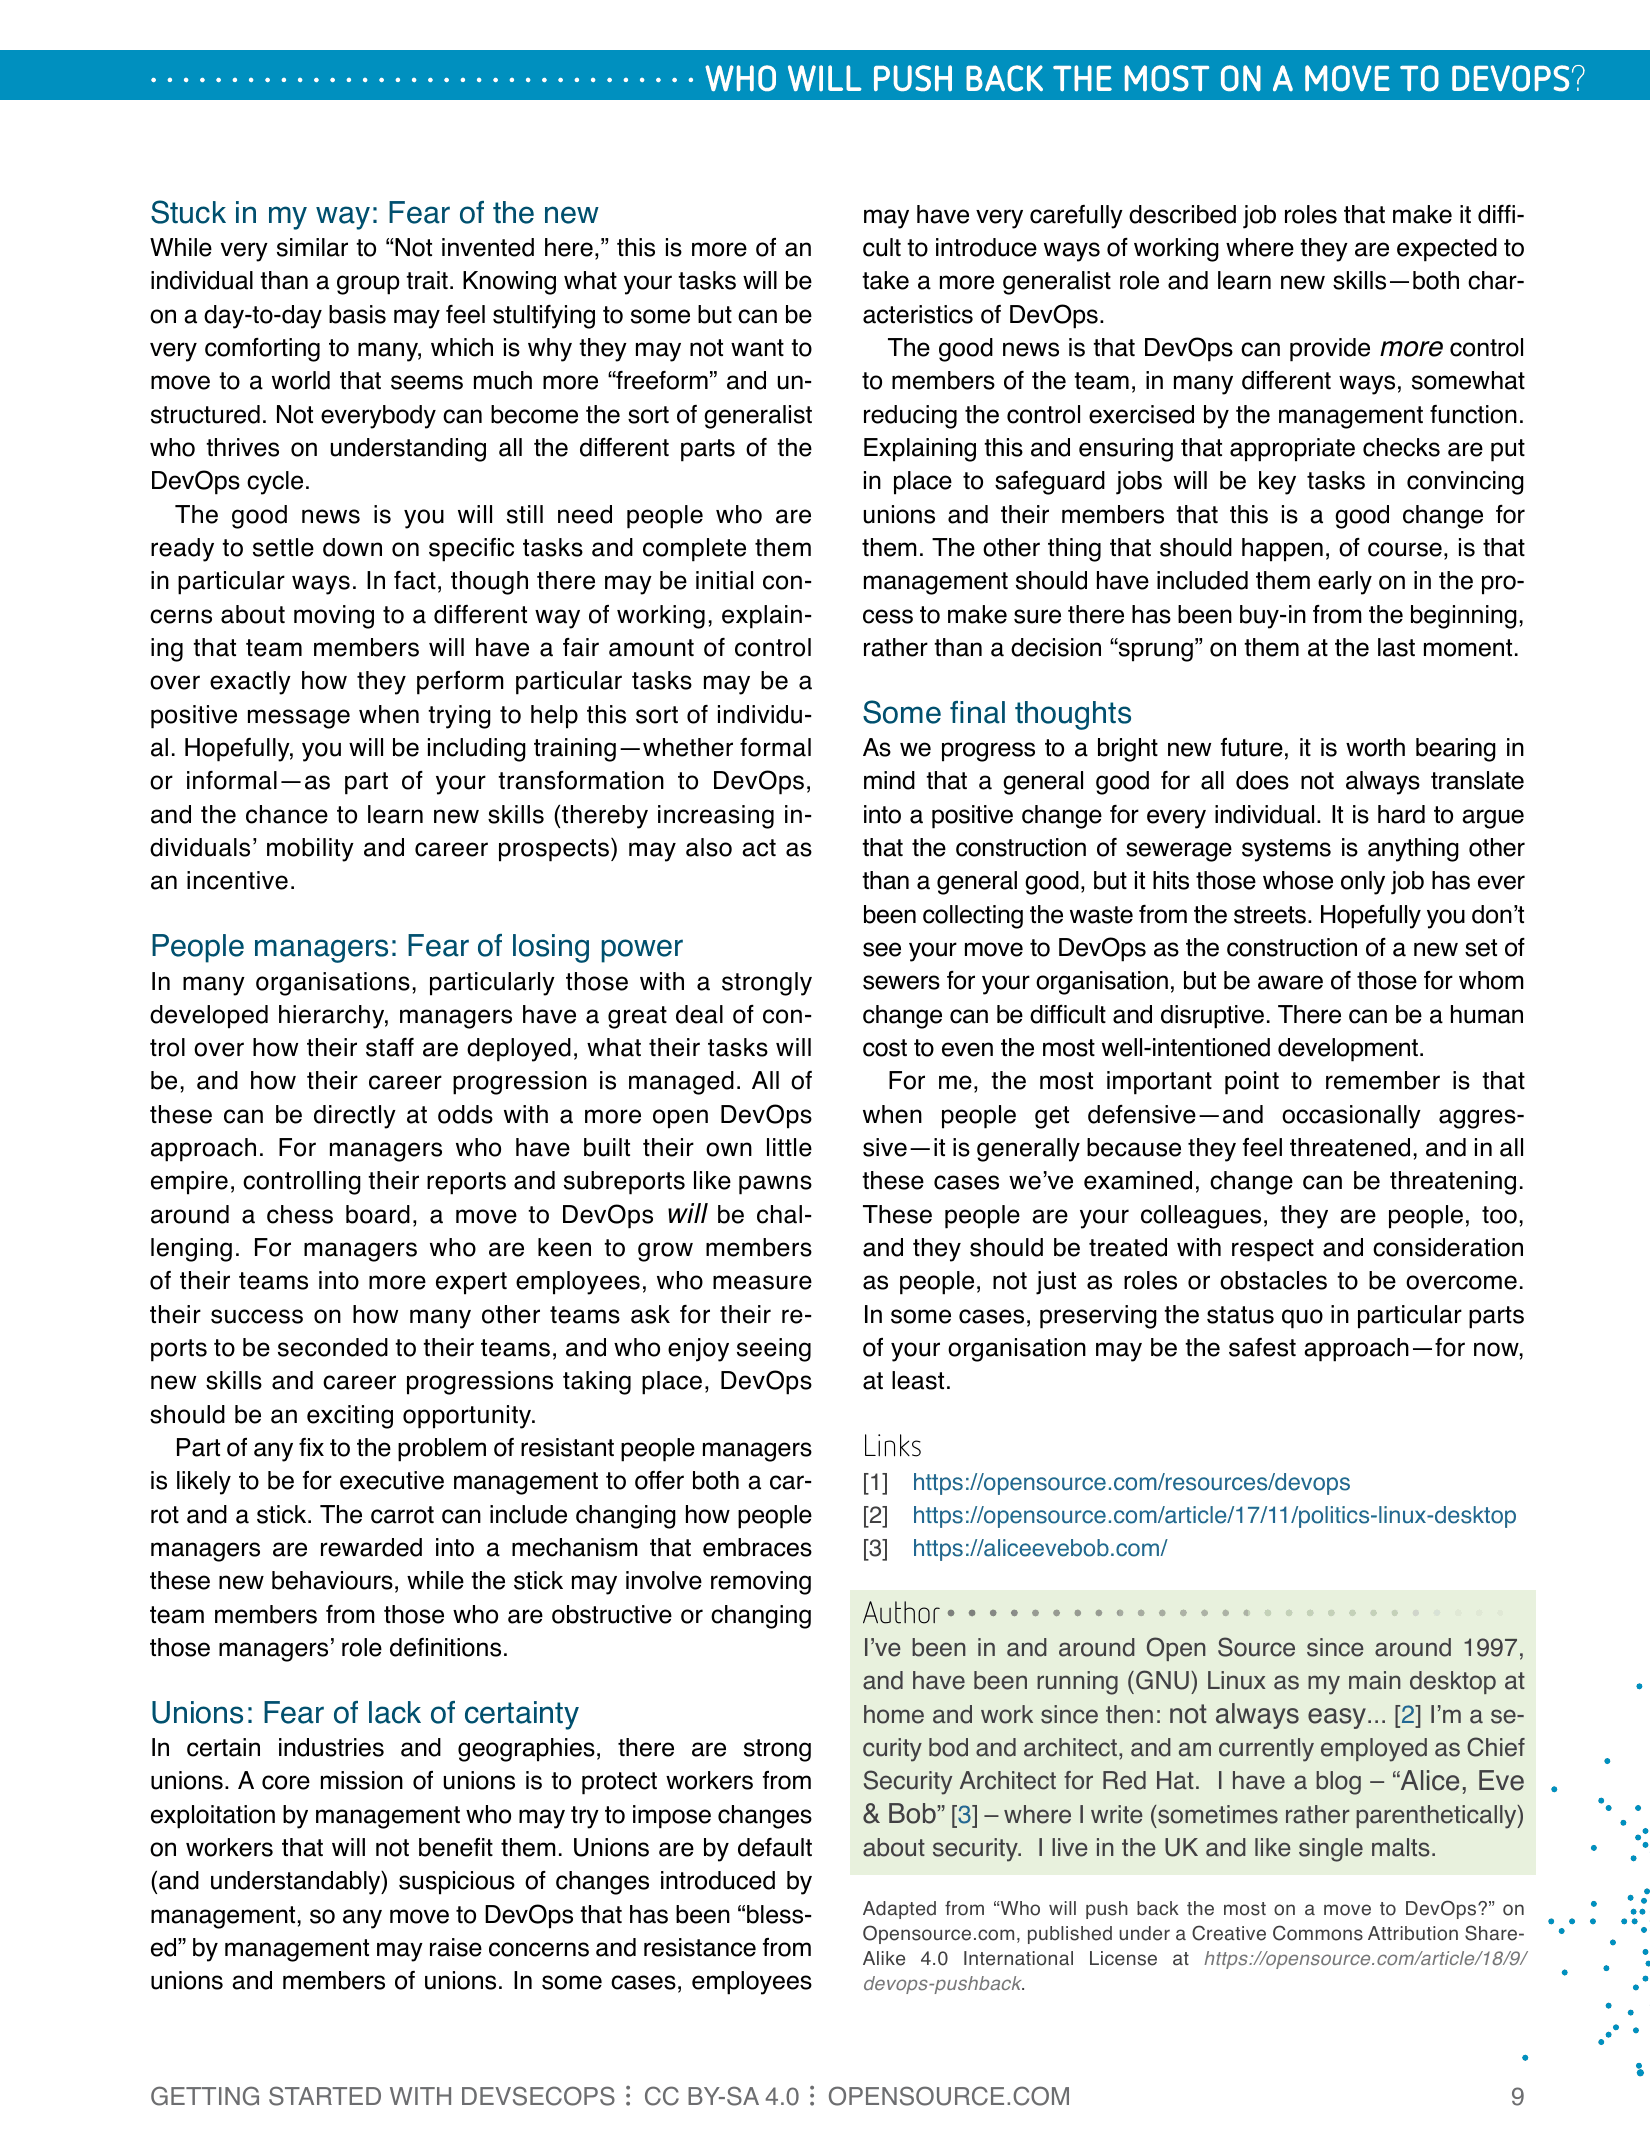 WHO WILL PUSH BACK THE MOST ON A MOVE TO DEVOPS?
Stuck in my way: Fear of the new
While very similar to “Not invented here,” this is more of an
individual than a group trait. Knowing what your tasks will be
on a day-to-day basis may feel stultifying to some but can be
very comforting to many, which is why they may not want to
move to a world that seems much more “freeform” and un-
structured. Not everybody can become the sort of generalist
who thrives on understanding all the different parts of the
DevOps cycle.
The good news is you will still need people who are
ready to settle down on specific tasks and complete them
in particular ways. In fact, though there may be initial con-
cerns about moving to a different way of working, explain-
ing that team members will have a fair amount of control
over exactly how they perform particular tasks may be a
positive message when trying to help this sort of individu-
al. Hopefully, you will be including training—whether formal
or informal—as part of your transformation to DevOps,
and the chance to learn new skills (thereby increasing in-
dividuals’ mobility and career prospects) may also act as
an incentive.
People managers: Fear of losing power
In many organisations, particularly those with a strongly
developed hierarchy, managers have a great deal of con-
trol over how their staff are deployed, what their tasks will
be, and how their career progression is managed. All of
these can be directly at odds with a more open DevOps
approach. For managers who have built their own little
empire, controlling their reports and subreports like pawns
around a chess board, a move to DevOps will be chal-
lenging. For managers who are keen to grow members
of their teams into more expert employees, who measure
their success on how many other teams ask for their re-
ports to be seconded to their teams, and who enjoy seeing
new skills and career progressions taking place, DevOps
should be an exciting opportunity.
Part of any fix to the problem of resistant people managers
is likely to be for executive management to offer both a car-
rot and a stick. The carrot can include changing how people
managers are rewarded into a mechanism that embraces
these new behaviours, while the stick may involve removing
team members from those who are obstructive or changing
those managers’ role definitions.
Unions: Fear of lack of certainty
In certain industries and geographies, there are strong
unions. A core mission of unions is to protect workers from
exploitation by management who may try to impose changes
on workers that will not benefit them. Unions are by default
(and understandably) suspicious of changes introduced by
management, so any move to DevOps that has been “bless-
ed” by management may raise concerns and resistance from
unions and members of unions. In some cases, employees
may have very carefully described job roles that make it diffi-
cult to introduce ways of working where they are expected to
take a more generalist role and learn new skills—both char-
acteristics of DevOps.
The good news is that DevOps can provide more control
to members of the team, in many different ways, somewhat
reducing the control exercised by the management function.
Explaining this and ensuring that appropriate checks are put
in place to safeguard jobs will be key tasks in convincing
unions and their members that this is a good change for
them. The other thing that should happen, of course, is that
management should have included them early on in the pro-
cess to make sure there has been buy-in from the beginning,
rather than a decision “sprung” on them at the last moment.
Some final thoughts
As we progress to a bright new future, it is worth bearing in
mind that a general good for all does not always translate
into a positive change for every individual. It is hard to argue
that the construction of sewerage systems is anything other
than a general good, but it hits those whose only job has ever
been collecting the waste from the streets. Hopefully you don’t
see your move to DevOps as the construction of a new set of
sewers for your organisation, but be aware of those for whom
change can be difficult and disruptive. There can be a human
cost to even the most well-intentioned development.
For me, the most important point to remember is that
when people get defensive—and occasionally aggres-
sive—it is generally because they feel threatened, and in all
these cases we’ve examined, change can be threatening.
These people are your colleagues, they are people, too,
and they should be treated with respect and consideration
as people, not just as roles or obstacles to be overcome.
In some cases, preserving the status quo in particular parts
of your organisation may be the safest approach—for now,
at least.
Links
[1] https://opensource.com/resources/devops
[2] https://opensource.com/article/17/11/politics-linux-desktop
[3] https://aliceevebob.com/
Author
I’ve been in and around Open Source since around 1997,
and have been running (GNU) Linux as my main desktop at
home and work since then: not always easy... [2] I’m a se-
curity bod and architect, and am currently employed as Chief
Security Architect for Red Hat. I have a blog – “Alice, Eve
& Bob” [3] – where I write (sometimes rather parenthetically)
about security. I live in the UK and like single malts.
Adapted from “Who will push back the most on a move to DevOps?” on
Opensource.com, published under a Creative Commons Attribution Share-
Alike 4.0 International License at https://opensource.com/article/18/9/
devops-pushback.
GETTING STARTED WITH DEVSECOPS ⋮ CC BY-SA 4.0 ⋮ OPENSOURCE.COM 9